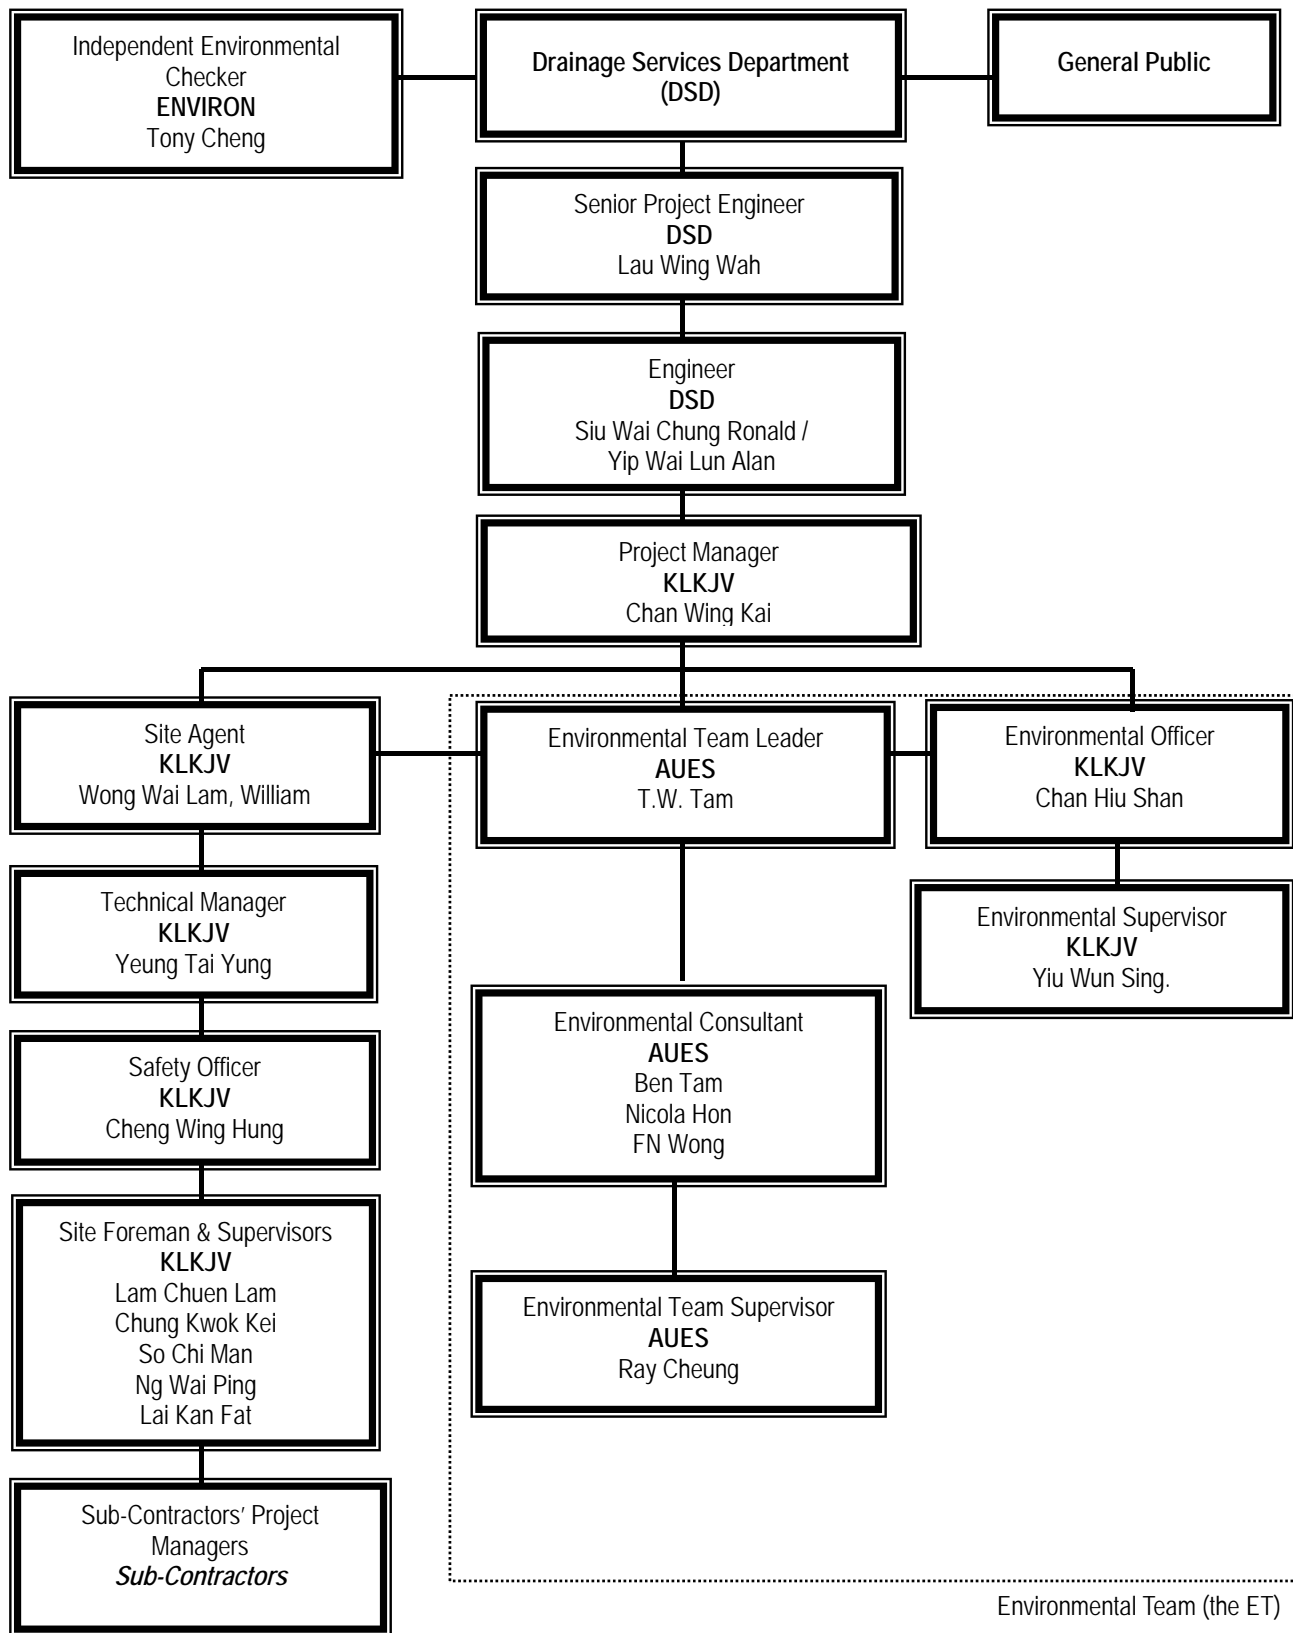 Independent Environmental
Checker
ENVIRON
Tony Cheng
Drainage Services Department
(DSD)
General Public
Senior Project Engineer
DSD
Lau Wing Wah
Engineer
DSD
Siu Wai Chung Ronald /
Yip Wai Lun Alan
Project Manager
KLKJV
Chan Wing Kai
Site Agent
KLKJV
Wong Wai Lam, William
Environmental Team Leader
AUES
T.W. Tam
Environmental Officer
KLKJV
Chan Hiu Shan
Technical Manager
KLKJV
Yeung Tai Yung
Environmental Supervisor
KLKJV
Yiu Wun Sing.
Environmental Consultant
AUES
Ben Tam
Nicola Hon
FN Wong
Safety Officer
KLKJV
Cheng Wing Hung
Site Foreman & Supervisors
KLKJV
Lam Chuen Lam
Chung Kwok Kei
So Chi Man
Ng Wai Ping
Lai Kan Fat
Environmental Team Supervisor
AUES
Ray Cheung
Sub-Contractors’ Project
Managers
Sub-Contractors
Environmental Team (the ET)